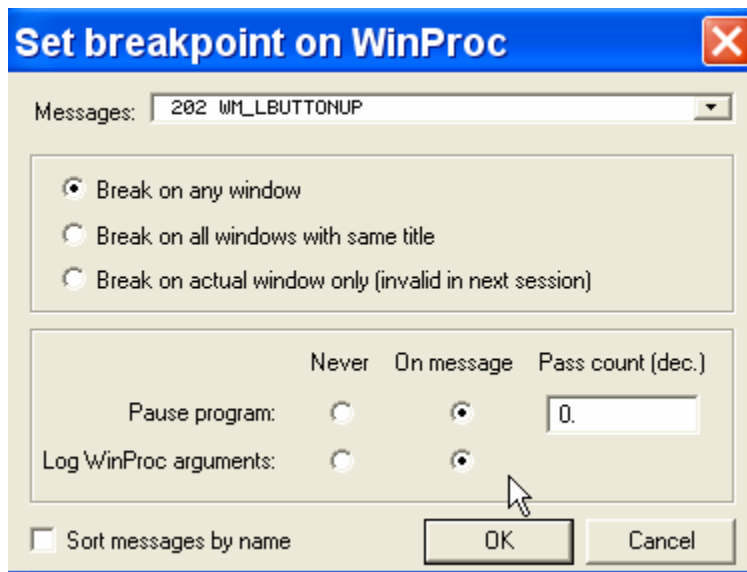 Set breakpoint on WinProc
Messages: 202 WM_LBUTTONUP
Break on any window
Break on all windows with same title
Break on actual window only (invalid in next session)
Never On message Pass count (dec.)
Pause program: 0.
Log WinProc arguments:
Sort messages by name OK Cancel